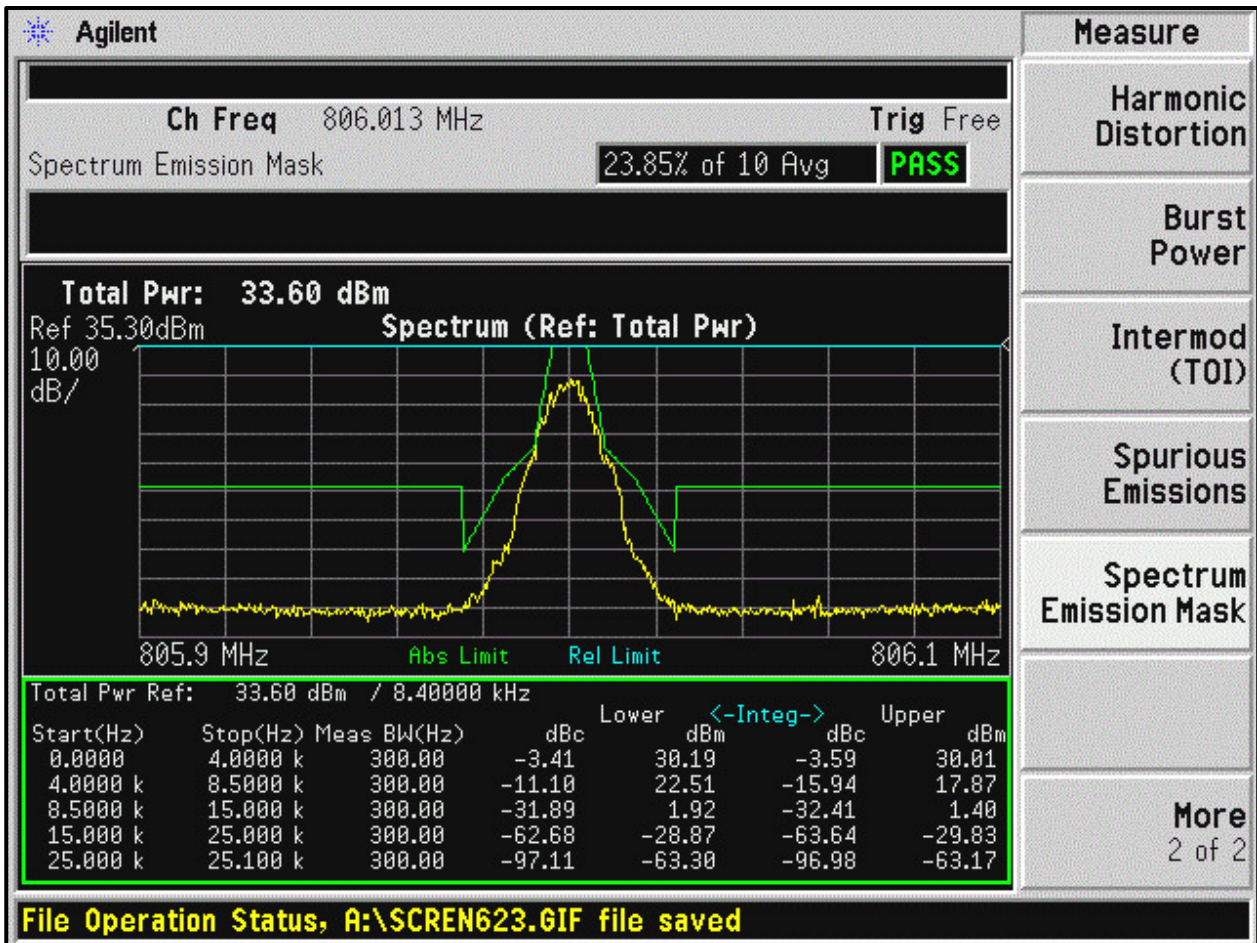 Agilent
Measure
Ch Freq 806.013 MHz Trig Free
Spectrum Emission Mask 23.85% of 10 Avg PASS
Total Pwr: 33.60 dBm
Ref 35.30dBm Spectrum (Ref: Total Pwr)
10.00
dB/
805.9 MHz Abs Limit Rel Limit 806.1 MHz
Total Pwr Ref: 33.60 dBm / 8.40000 kHz
Lower <-Integ-> Upper
Start(Hz) Stop(Hz) Meas BW(Hz) dBc dBm dBc dBm
0.0000 4.0000 k 300.00 -3.41 30.19 -3.59 30.01
4.0000 k 8.5000 k 300.00 -11.10 22.51 -15.94 17.87
8.5000 k 15.000 k 300.00 -31.89 1.92 -32.41 1.40
15.000 k 25.000 k 300.00 -62.68 -28.87 -63.64 -29.83
25.000 k 25.100 k 300.00 -97.11 -63.30 -96.98 -63.17
File Operation Status, A:\SCREN623.GIF file saved
Harmonic
Distortion
Burst
Power
Intermod
(TOI)
Spurious
Emissions
Spectrum
Emission Mask
More
2 of 2